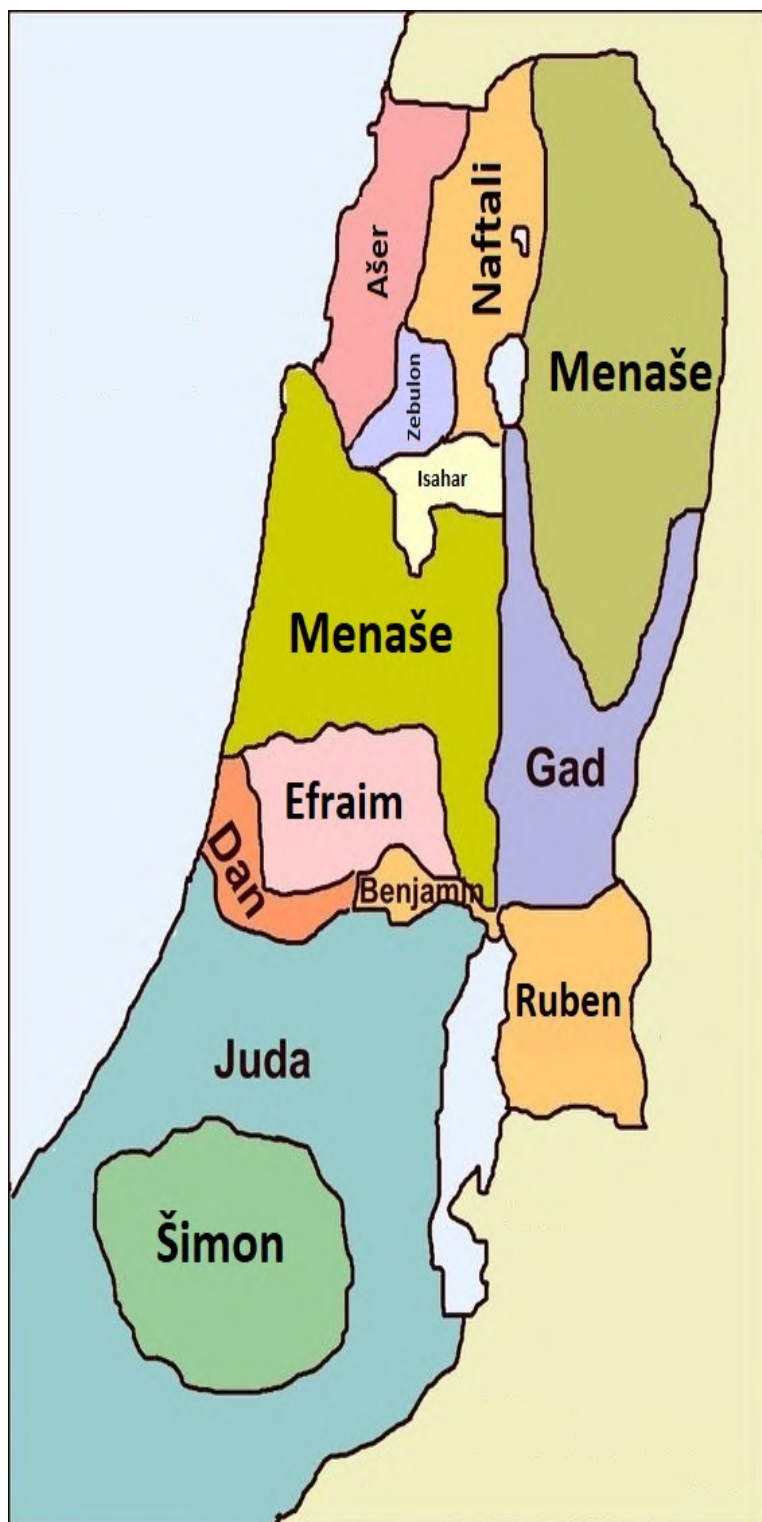 Ašer
Naftali
Menaše
Zebulon
Isahar
Menaše
Gad
Efraim
Dan
Benjamin
Ruben
Juda
Šimon